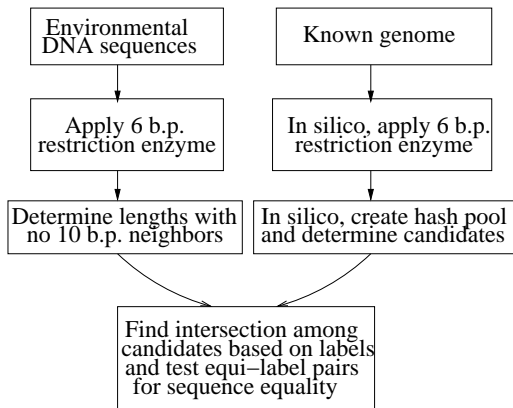 Environmental
DNA sequences
Known genome
Apply 6 b.p.
restriction enzyme
In silico, apply 6 b.p.
restriction enzyme
Determine lengths with
no 10 b.p. neighbors
In silico, create hash pool
and determine candidates
Find intersection among
candidates based on labels
and test equi−label pairs
for sequence equality